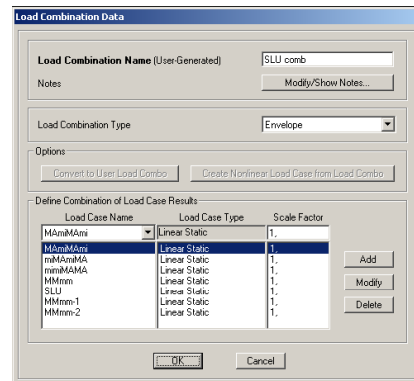 Load Combination Data
Load Combination Name (User-Generated) SLU comb
Notes Modify/Show Notes...
Load Combination Type Envelope
Options
Convert to User Load Combo Create Nonlinear Load Case from Load Combo
Define Combination of Load Case Results
Load Case Name Load Case Type Scale Factor
MAmiMAmi Linear Static 1,
MAmiMAmi Linear Static 1,
miMAmiMA Linear Static 1,
mimiMAMA Linear Static 1,
MMmm Linear Static 1,
SLU Linear Static 1,
MMmm-1 Linear Static 1,
MMmm-2 Linear Static 1,
Add
Modify
Delete
OK Cancel